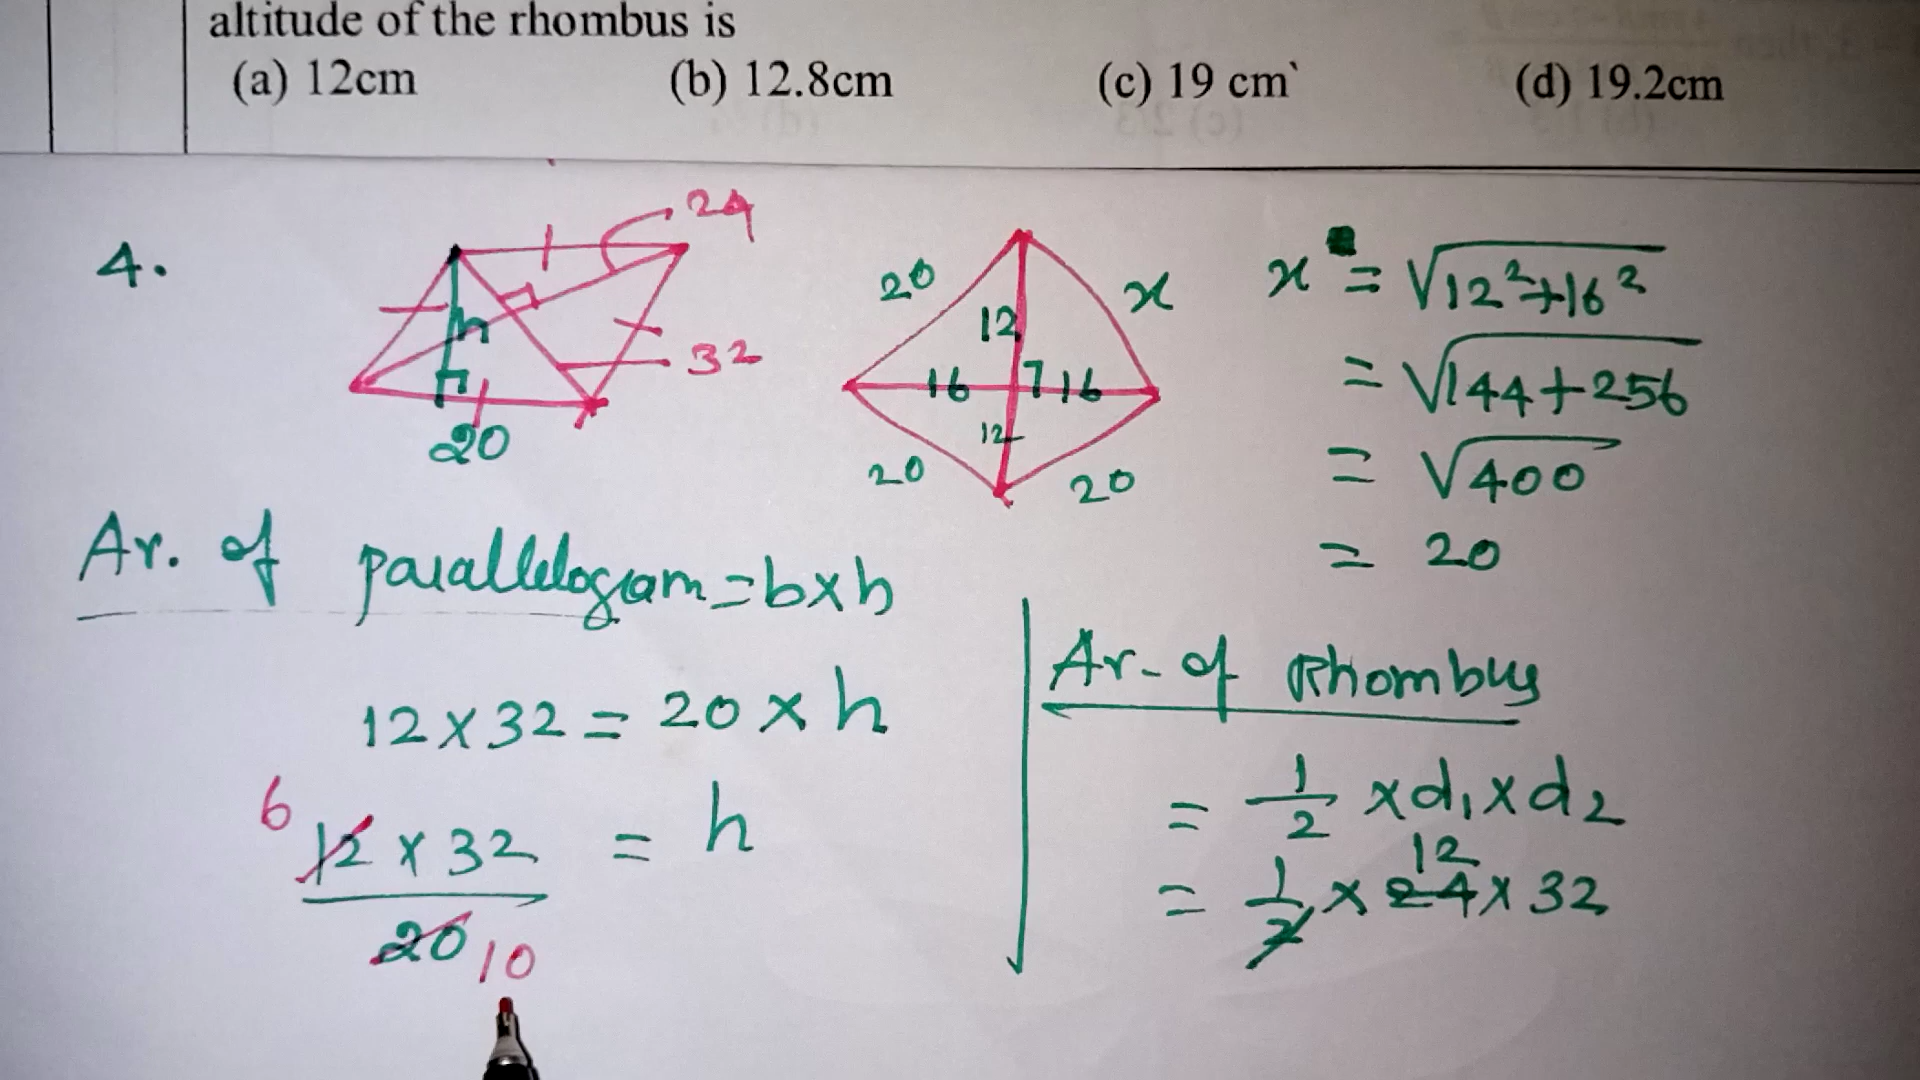 altitude of the rhombus is
(a) 12cm (b) 12.8cm (c) 19 cm` (d) 19.2cm
4.
24
h
32
20
20
x
12
16
16
12
20
20
x = √12²+16²
= √144+256
= √400
= 20
Ar. of parallelogram = b×h
12×32 = 20×h
6
12 × 32 = h
20 10
Ar. of Rhombus
= 1/2 × d₁ × d₂
12
= 1/2 × 24 × 32